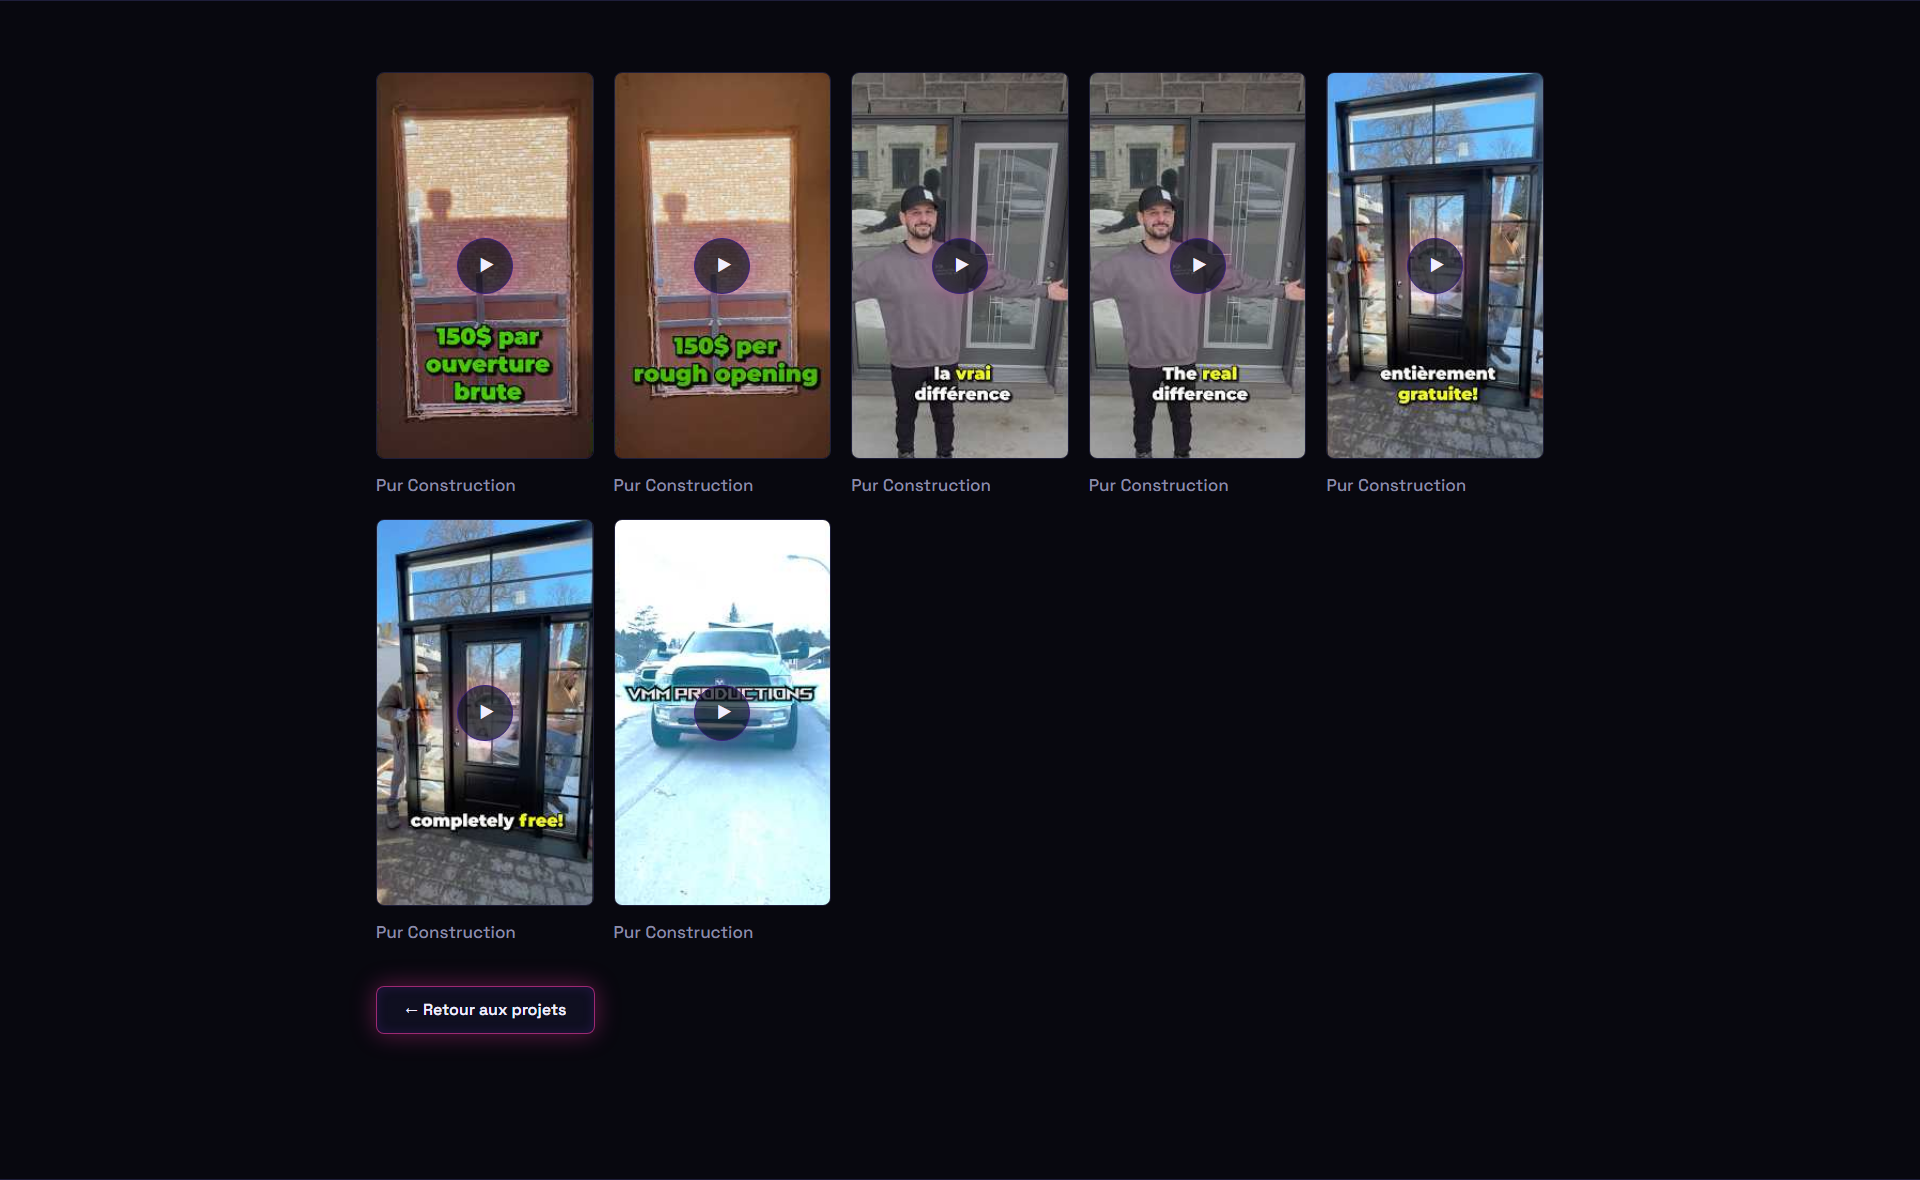 150$ par
ouverture
brute
150$ per
rough opening
la vrai
différence
The real
difference
entièrement
gratuite!
Pur Construction
Pur Construction
Pur Construction
Pur Construction
Pur Construction
completely free!
VMM PRODUCTIONS
Pur Construction
Pur Construction
← Retour aux projets